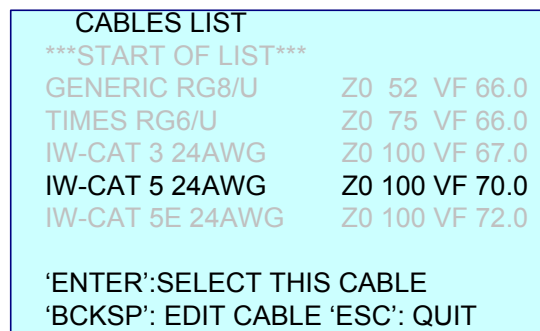 CABLES LIST
***START OF LIST***
GENERIC RG8/U Z0 52 VF 66.0
TIMES RG6/U Z0 75 VF 66.0
IW-CAT 3 24AWG Z0 100 VF 67.0
IW-CAT 5 24AWG Z0 100 VF 70.0
IW-CAT 5E 24AWG Z0 100 VF 72.0
‘ENTER’:SELECT THIS CABLE
‘BCKSP’: EDIT CABLE ‘ESC’: QUIT